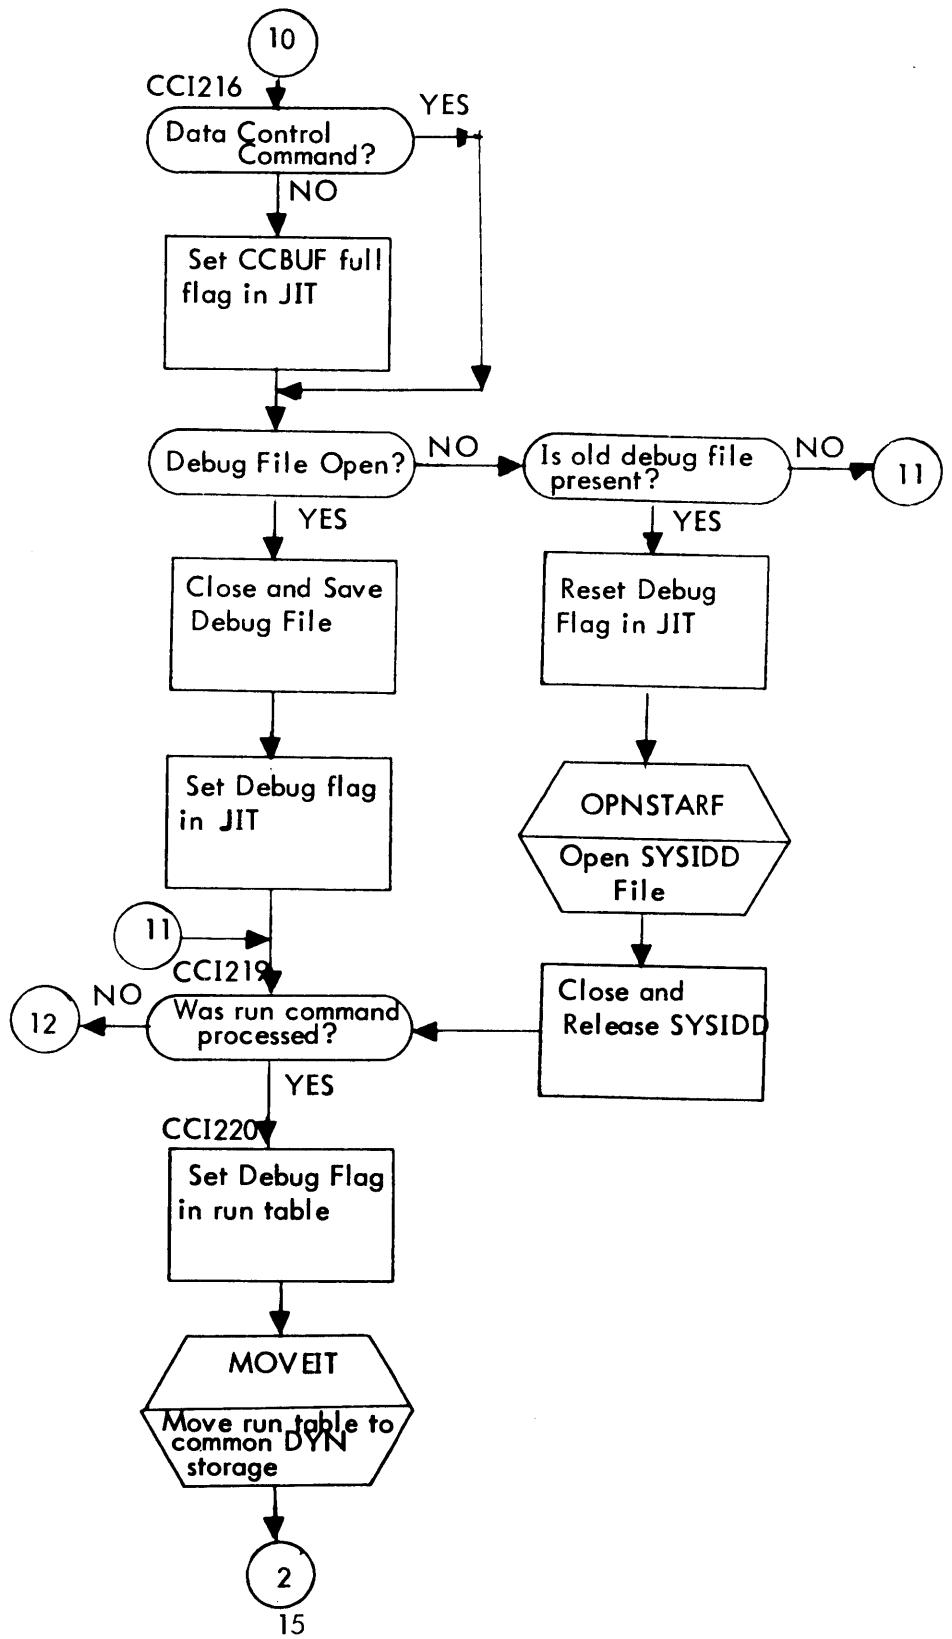 10
CCI216
YES
Data Control
Command?
NO
Set CCBUF full
flag in JIT
Debug File Open?
NO
Is old debug file
present?
NO
11
YES
YES
Close and Save
Debug File
Reset Debug
Flag in JIT
Set Debug flag
in JIT
OPNSTARF
Open SYSIDD
File
11
CCI219
NO
12
Was run command
processed?
Close and
Release SYSIDD
YES
CCI220
Set Debug Flag
in run table
MOVEIT
Move run table to
common DYN
storage
2
15